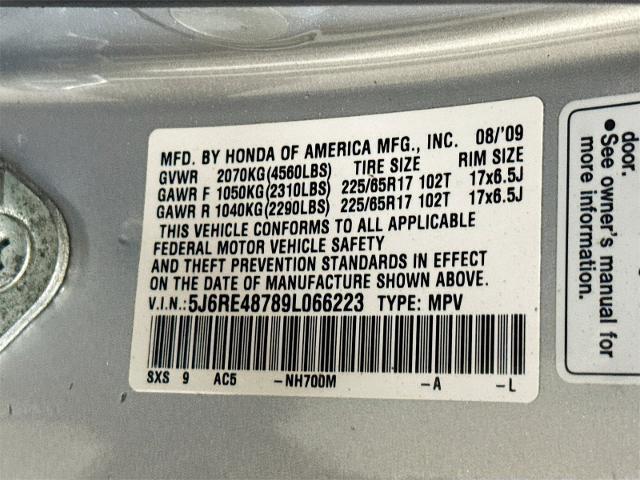 MFD. BY HONDA OF AMERICA MFG., INC. 08/'09
GVWR 2070KG(4560LBS) TIRE SIZE RIM SIZE
GAWR F 1050KG(2310LBS) 225/65R17 102T 17x6.5J
GAWR R 1040KG(2290LBS) 225/65R17 102T 17x6.5J
THIS VEHICLE CONFORMS TO ALL APPLICABLE
FEDERAL MOTOR VEHICLE SAFETY
AND THEFT PREVENTION STANDARDS IN EFFECT
ON THE DATE OF MANUFACTURE SHOWN ABOVE.
V.I.N.: 5J6RE48789L066223 TYPE: MPV
SXS 9 AC5 -NH700M -A -L
door.
● See owner's manual for
more information.